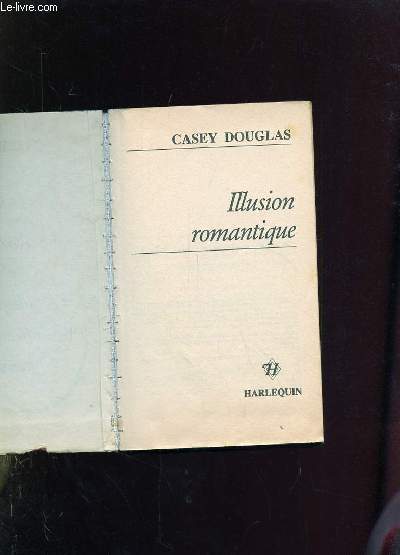 Le-livre.com
CASEY DOUGLAS
Illusion
romantique
H
HARLEQUIN